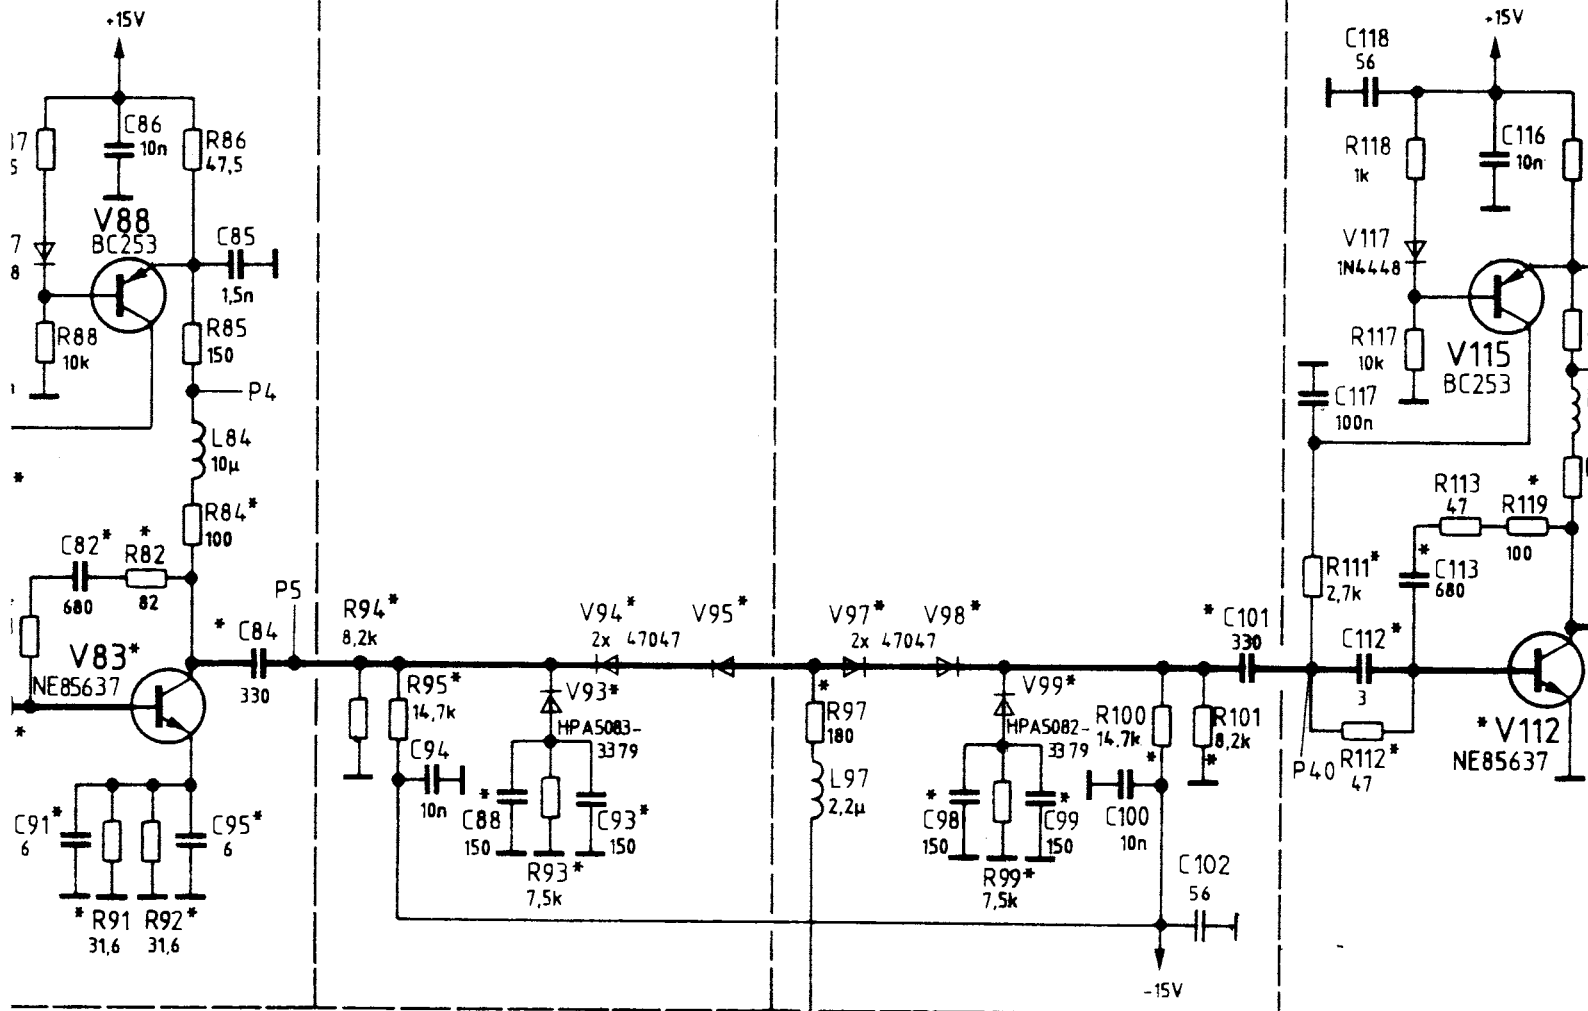 +15V
C86
10n
R86
47,5
V88
BC253
C85
1,5n
R88
10k
R85
150
P4
L84
10µ
*
R84*
100
C82*
680
*
R82
82
P5
*
C84
330
V83*
NE85637
*
C91*
6
C95*
6
*
R91
31,6
R92*
31,6
R94*
8,2k
R95*
14,7k
C94
10n
V94*
2x 47047
V95*
V93*
HPA5083-
3379
*
C88
150
C93*
150
R93*
7,5k
V97*
2x 47047
V98*
*
R97
180
L97
2,2µ
V99*
HPA5082-
3379
*
C98
150
*
C99
150
R99*
7,5k
R100
14,7k
*
R101
8,2k
*
C100
10n
C102
56
-15V
*
C101
330
C118
56
+15V
R118
1k
C116
10n
V117
1N4448
R117
10k
V115
BC253
C117
100n
R113
47
*
R119
100
R111*
2,7k
*
C113
680
C112*
3
R112*
47
P40
*
V112
NE85637